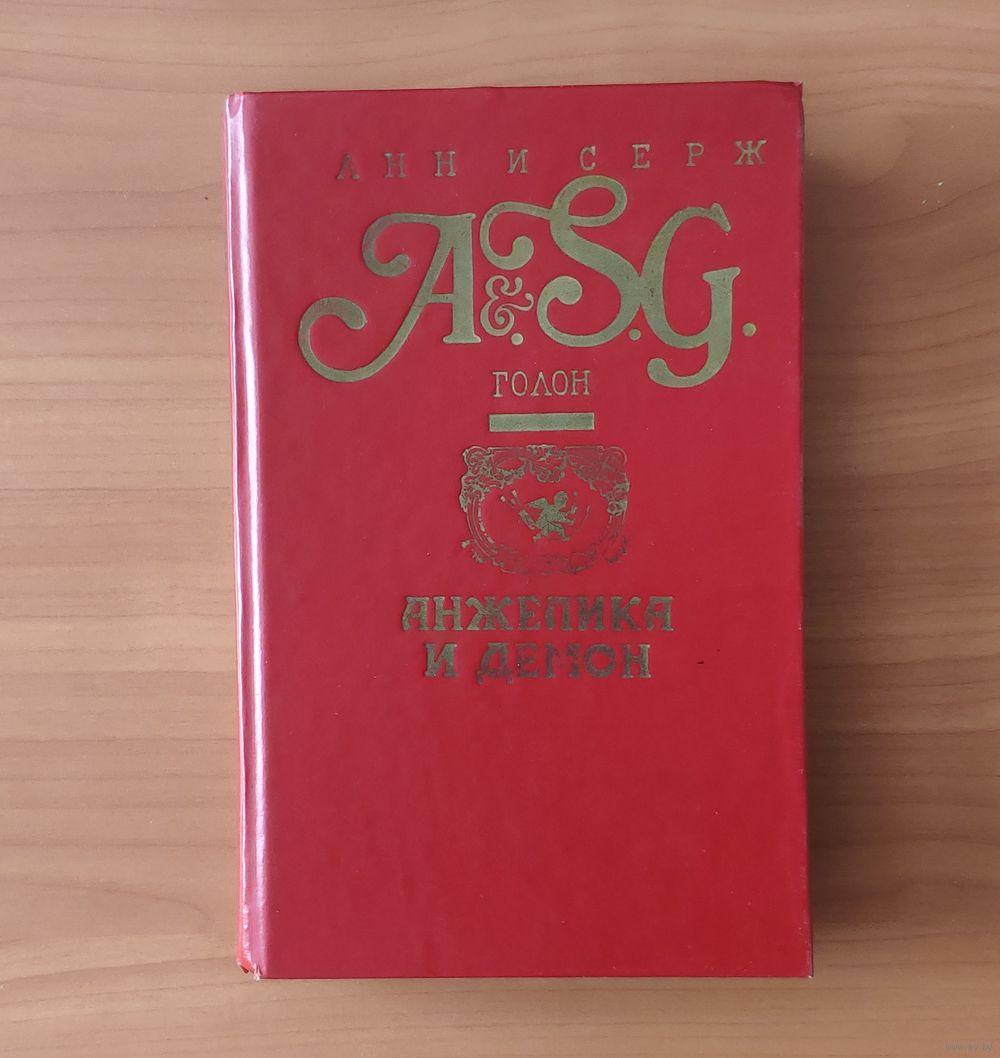 АНН И СЕРЖ
A.&S.G.
ГОЛОН
АНЖЕЛИКА
И ДЕМОН